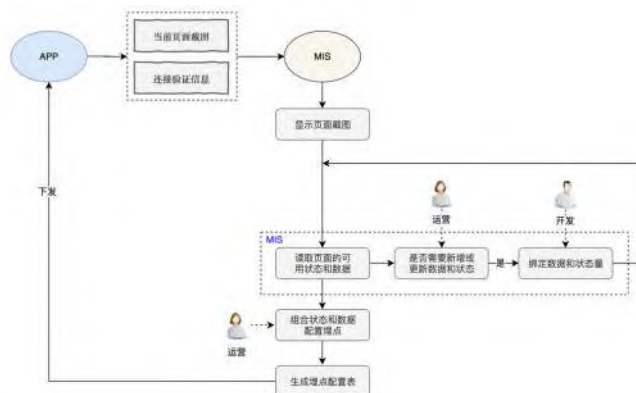 APP
当前页面截图
连接验证信息
MIS
显示页面截图
下发
运营
开发
MIS
读取页面的可
用状态和数据
是否需要新增或
更新数据和状态
是
绑定数据和状态量
运营
组合状态和数据
配置埋点
生成埋点配置表